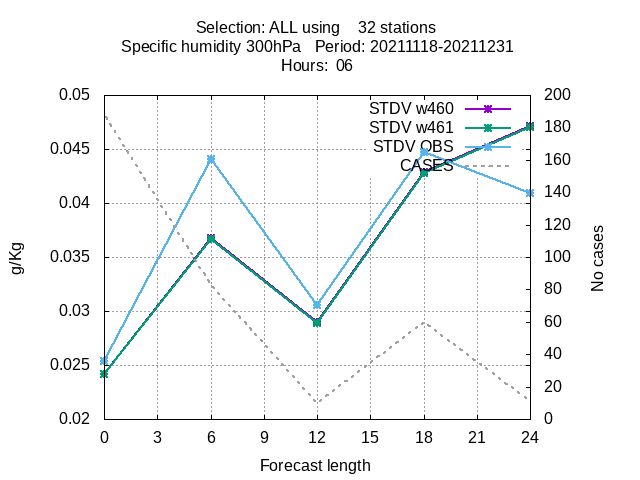 Selection: ALL using    32 stations
Specific humidity 300hPa   Period: 20211118-20211231
Hours:  06
0.05
0.045
0.04
0.035
0.03
0.025
0.02
g/Kg
STDV w460
STDV w461
STDV OBS
CASES
200
180
160
140
120
100
80
60
40
20
0
No cases
0 3 6 9 12 15 18 21 24
Forecast length